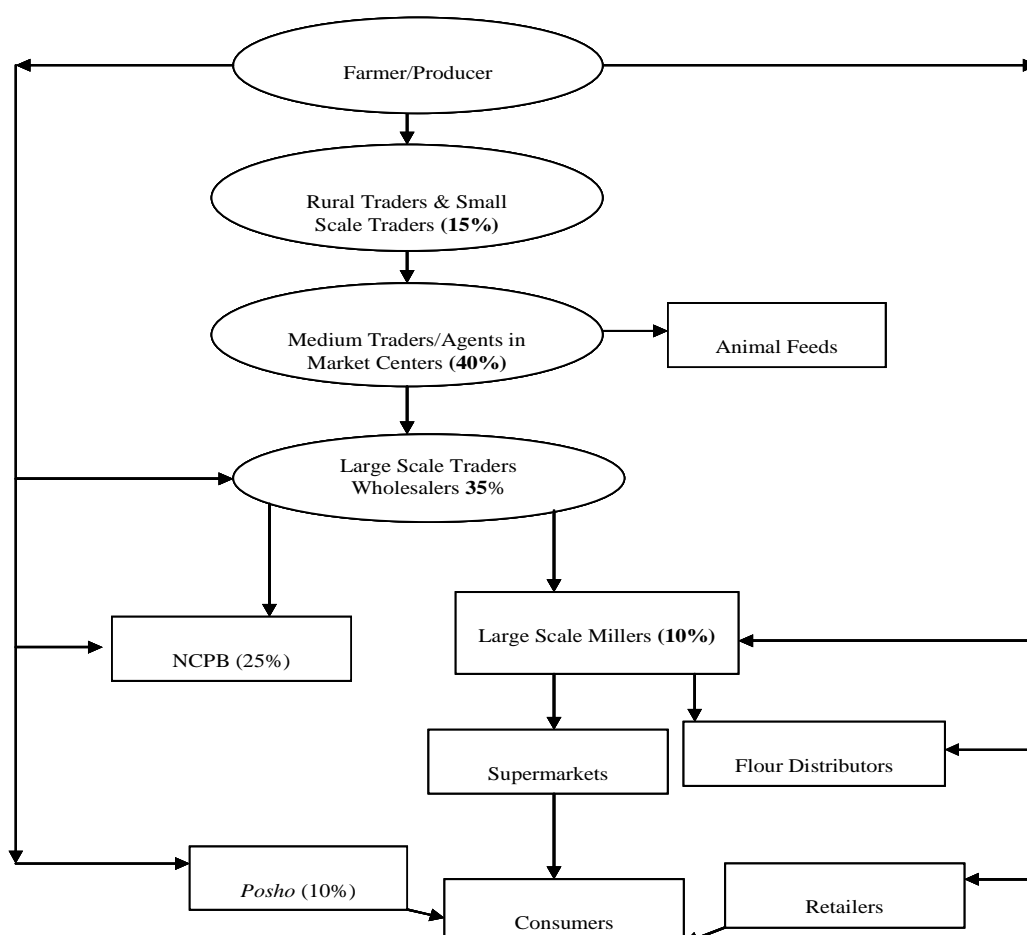 Farmer/Producer
Rural Traders & Small
Scale Traders (15%)
Medium Traders/Agents in
Market Centers (40%)
Animal Feeds
Large Scale Traders
Wholesalers 35%
Large Scale Millers (10%)
NCPB (25%)
Supermarkets
Flour Distributors
Posho (10%)
Retailers
Consumers